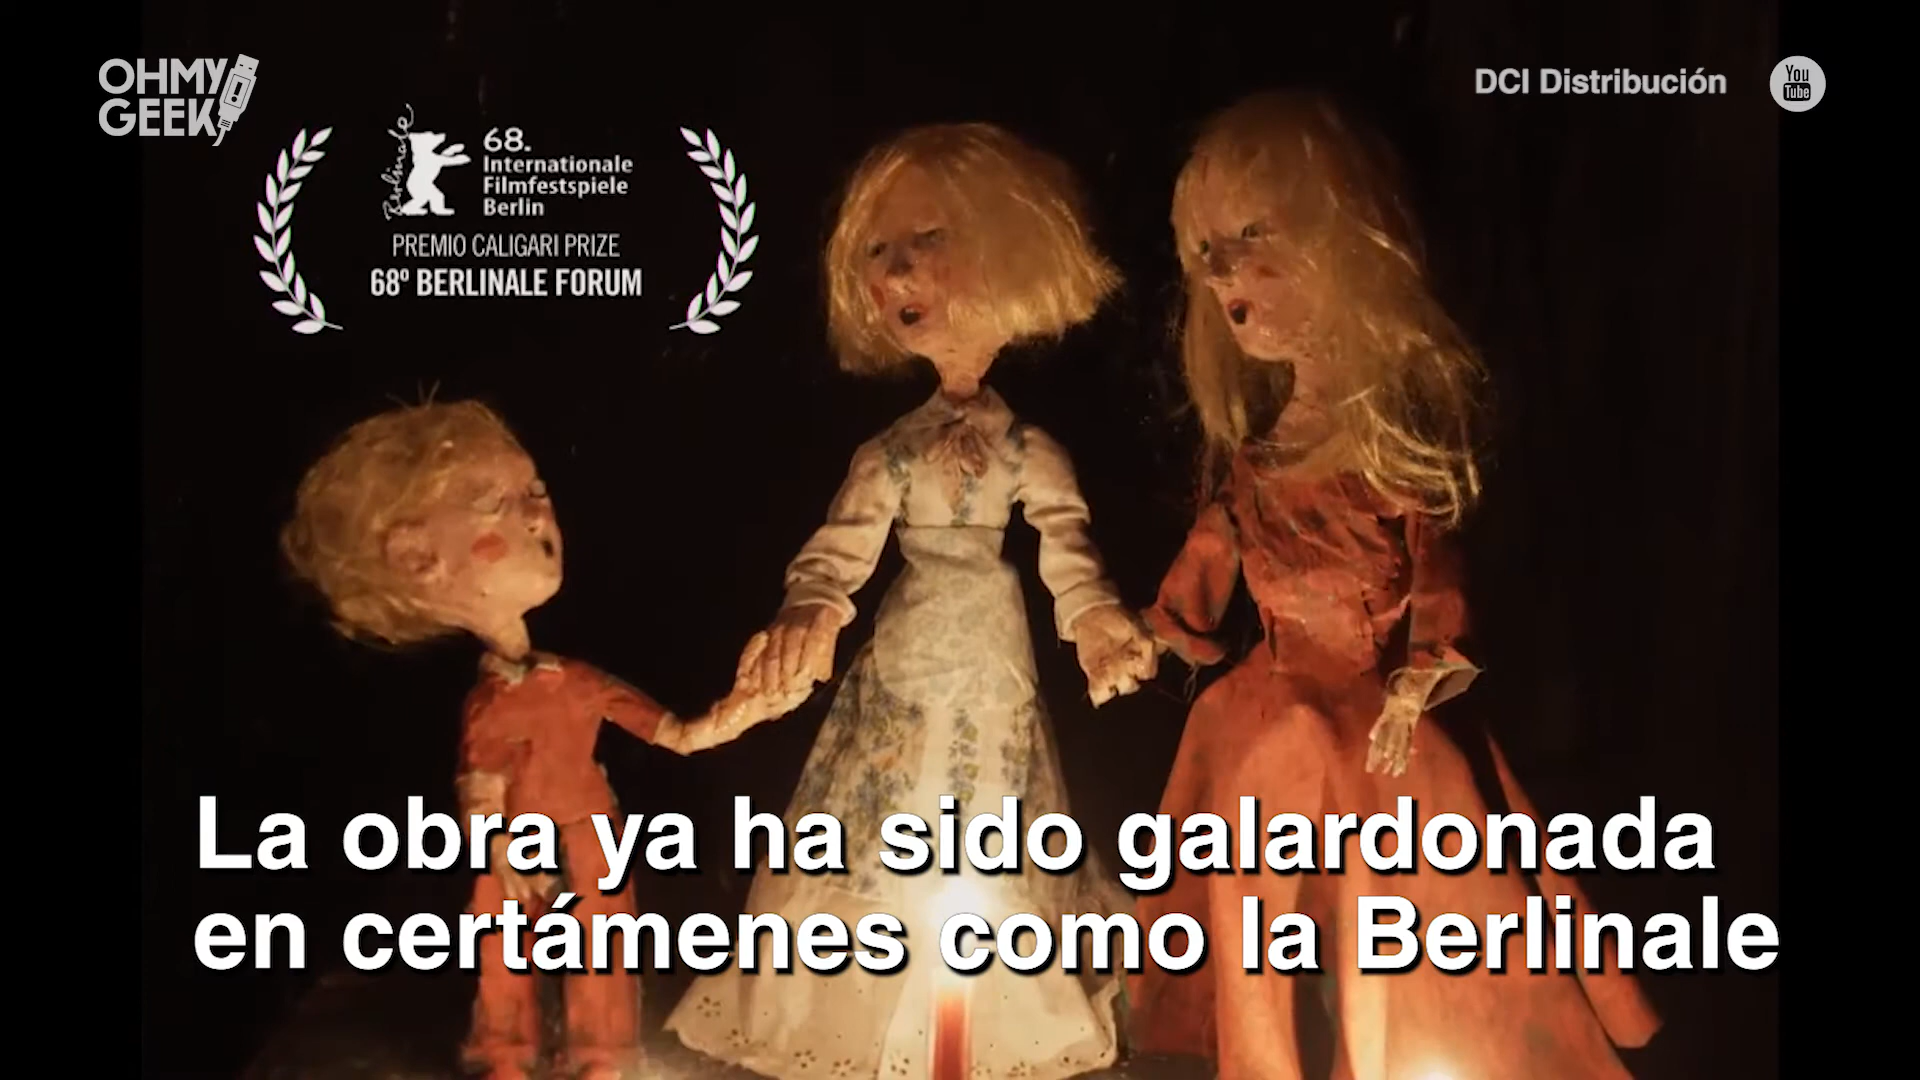 OHMY
GEEK
DCI Distribución
You
Tube
Berlinale
68.
Internationale
Filmfestspiele
Berlin
PREMIO CALIGARI PRIZE
68º BERLINALE FORUM
La obra ya ha sido galardonada
en certámenes como la Berlinale